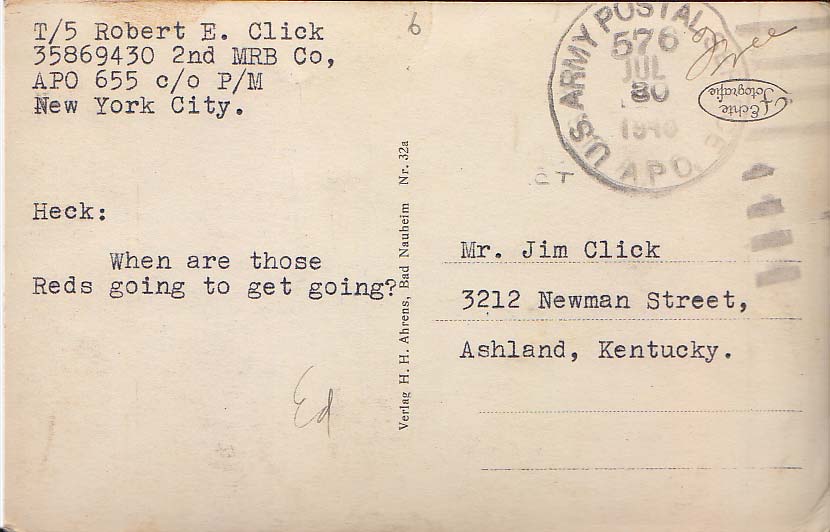 T/5 Robert E. Click
35869430 2nd MRB Co,
APO 655 c/o P/M
New York City.
6
U.S. ARMY POSTAL
576
JUL
30
A.P.O.
Free
Echte
Fotografie
Heck:
When are those
Reds going to get going?
Ed
Verlag H. H. Ahrens, Bad Nauheim Nr. 32a
Mr. Jim Click
3212 Newman Street,
Ashland, Kentucky.